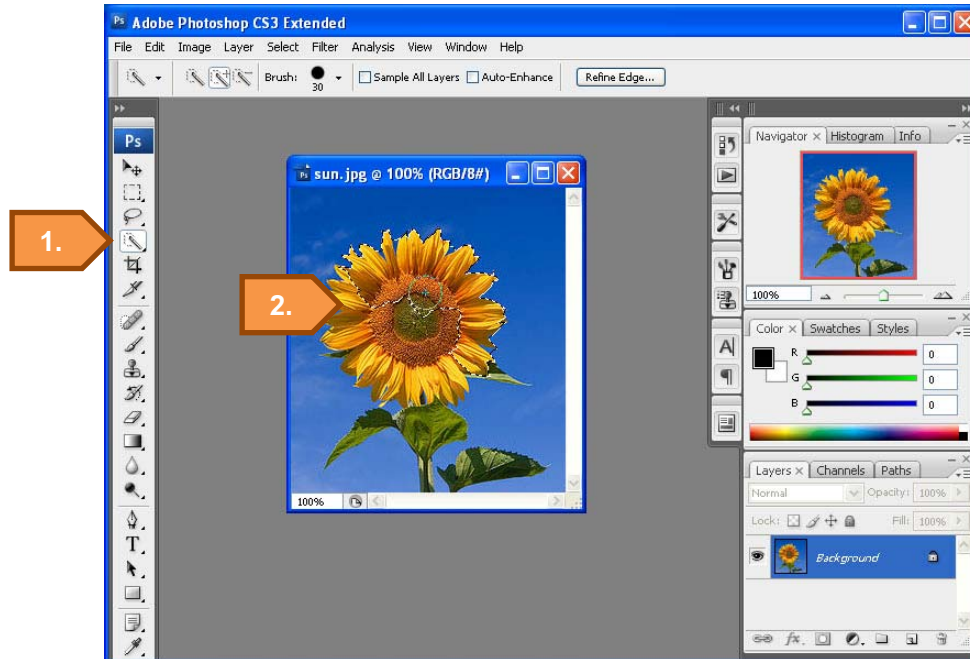 Adobe Photoshop CS3 Extended
File Edit Image Layer Select Filter Analysis View Window Help
Brush: 30 Sample All Layers Auto-Enhance Refine Edge...
Ps
Navigator × Histogram Info
sun.jpg @ 100% (RGB/8#)
1.
2.
100%
Color × Swatches Styles
R 0
G 0
B 0
Layers × Channels Paths
Normal Opacity: 100%
Lock: Fill: 100%
100%
Background